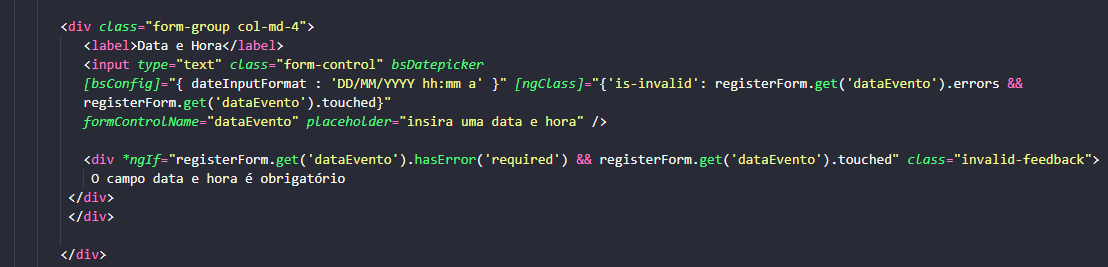 <div class="form-group col-md-4">
<label>Data e Hora</label>
<input type="text" class="form-control" bsDatepicker
[bsConfig]="{ dateInputFormat : 'DD/MM/YYYY hh:mm a' }" [ngClass]="{'is-invalid': registerForm.get('dataEvento').errors &&
registerForm.get('dataEvento').touched}"
formControlName="dataEvento" placeholder="insira uma data e hora" />
<div *ngIf="registerForm.get('dataEvento').hasError('required') && registerForm.get('dataEvento').touched" class="invalid-feedback">
O campo data e hora é obrigatório
</div>
</div>
</div>